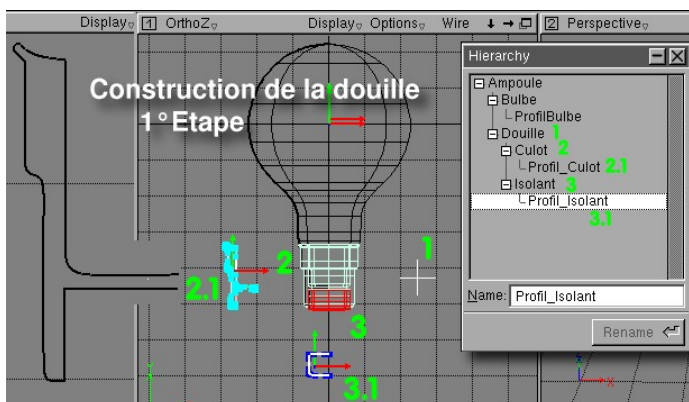 Display
1 OrthoZ
Display Options Wire
2 Perspective
Construction de la douille
1° Etape
Hierarchy
Ampoule
Bulbe
ProfilBulbe
Douille 1
Culot 2
Profil_Culot 2.1
Isolant 3
Profil_Isolant
3.1
Name: Profil_Isolant
Rename
1
2
2.1
3
3.1
Y
X